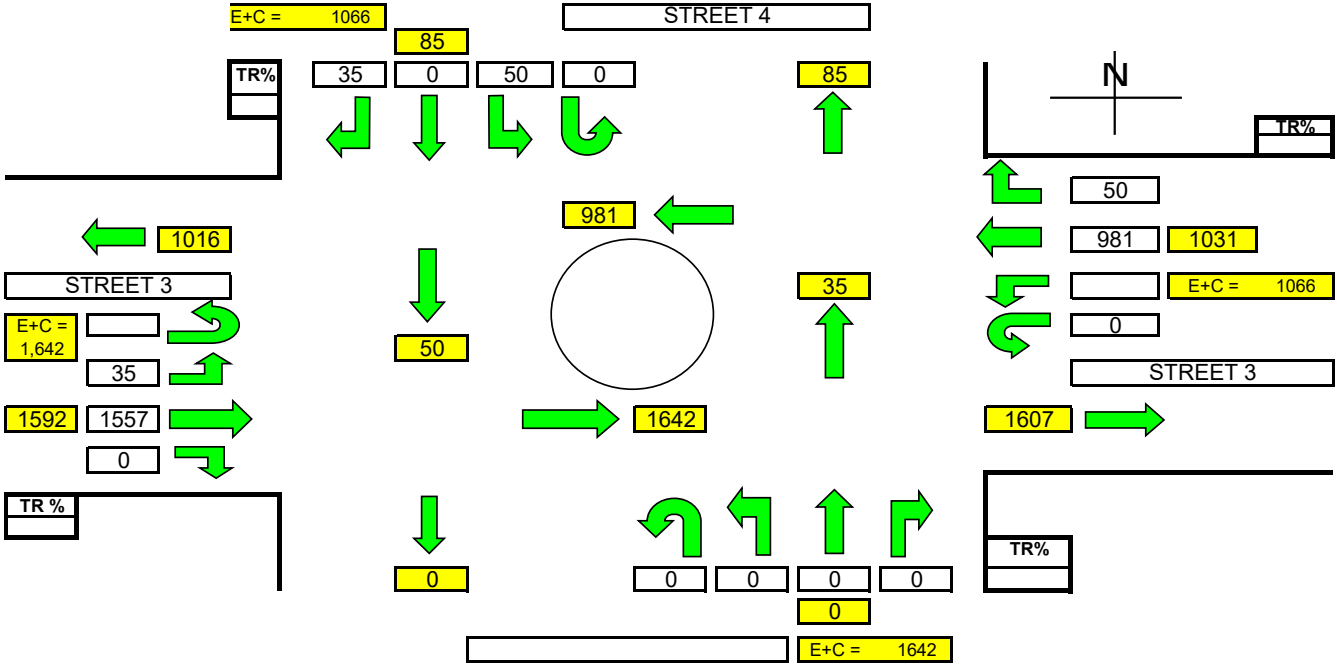 E+C = 1066
STREET 4
85
TR%
35 0 50 0
85
N
TR%
50
981
1016
981 1031
STREET 3
35
E+C = 1066
E+C =
1,642
0
50
35
STREET 3
1592 1557
1642
1607
0
TR %
TR%
0
0 0 0 0
0
E+C = 1642